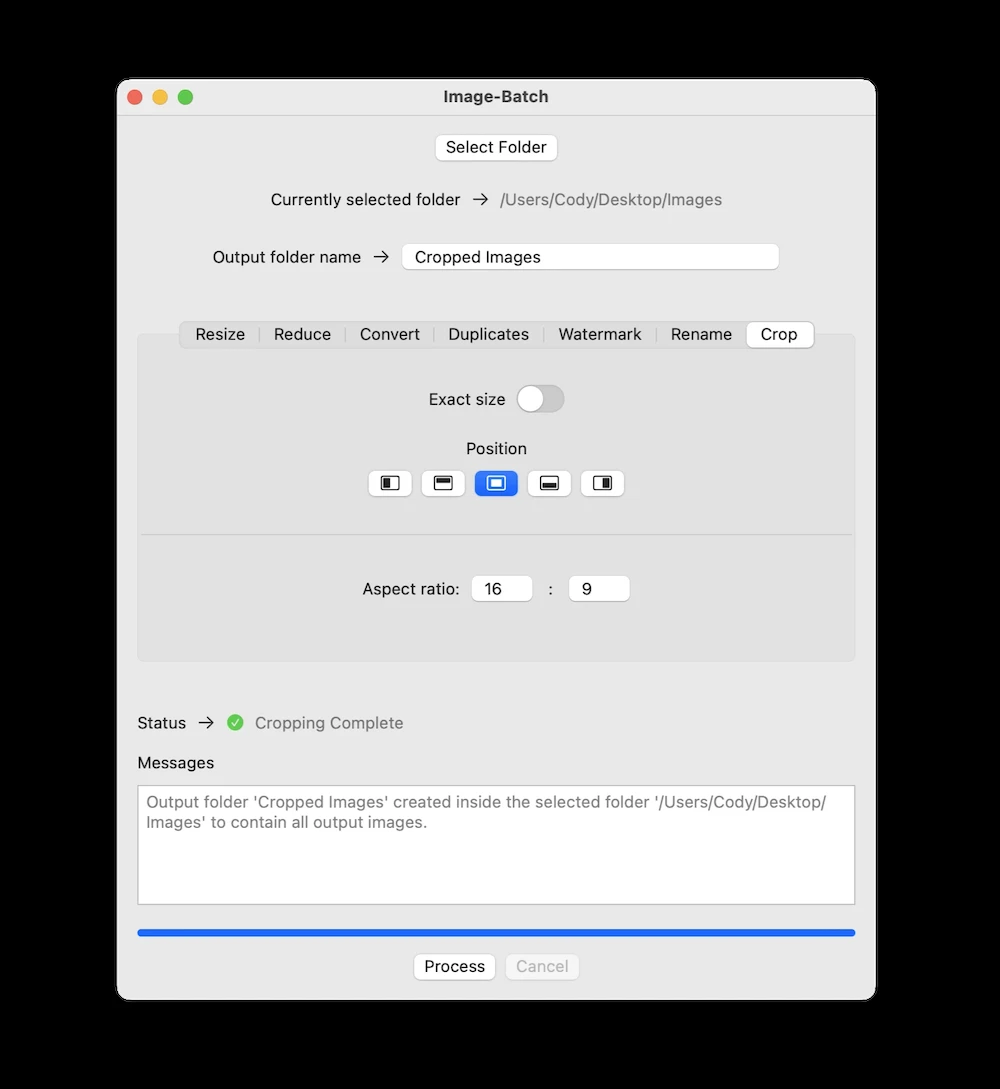 Image-Batch
Select Folder
Currently selected folder → /Users/Cody/Desktop/Images
Output folder name → Cropped Images
Resize Reduce Convert Duplicates Watermark Rename Crop
Exact size
Position
Aspect ratio: 16 : 9
Status → Cropping Complete
Messages
Output folder 'Cropped Images' created inside the selected folder '/Users/Cody/Desktop/
Images' to contain all output images.
Process Cancel